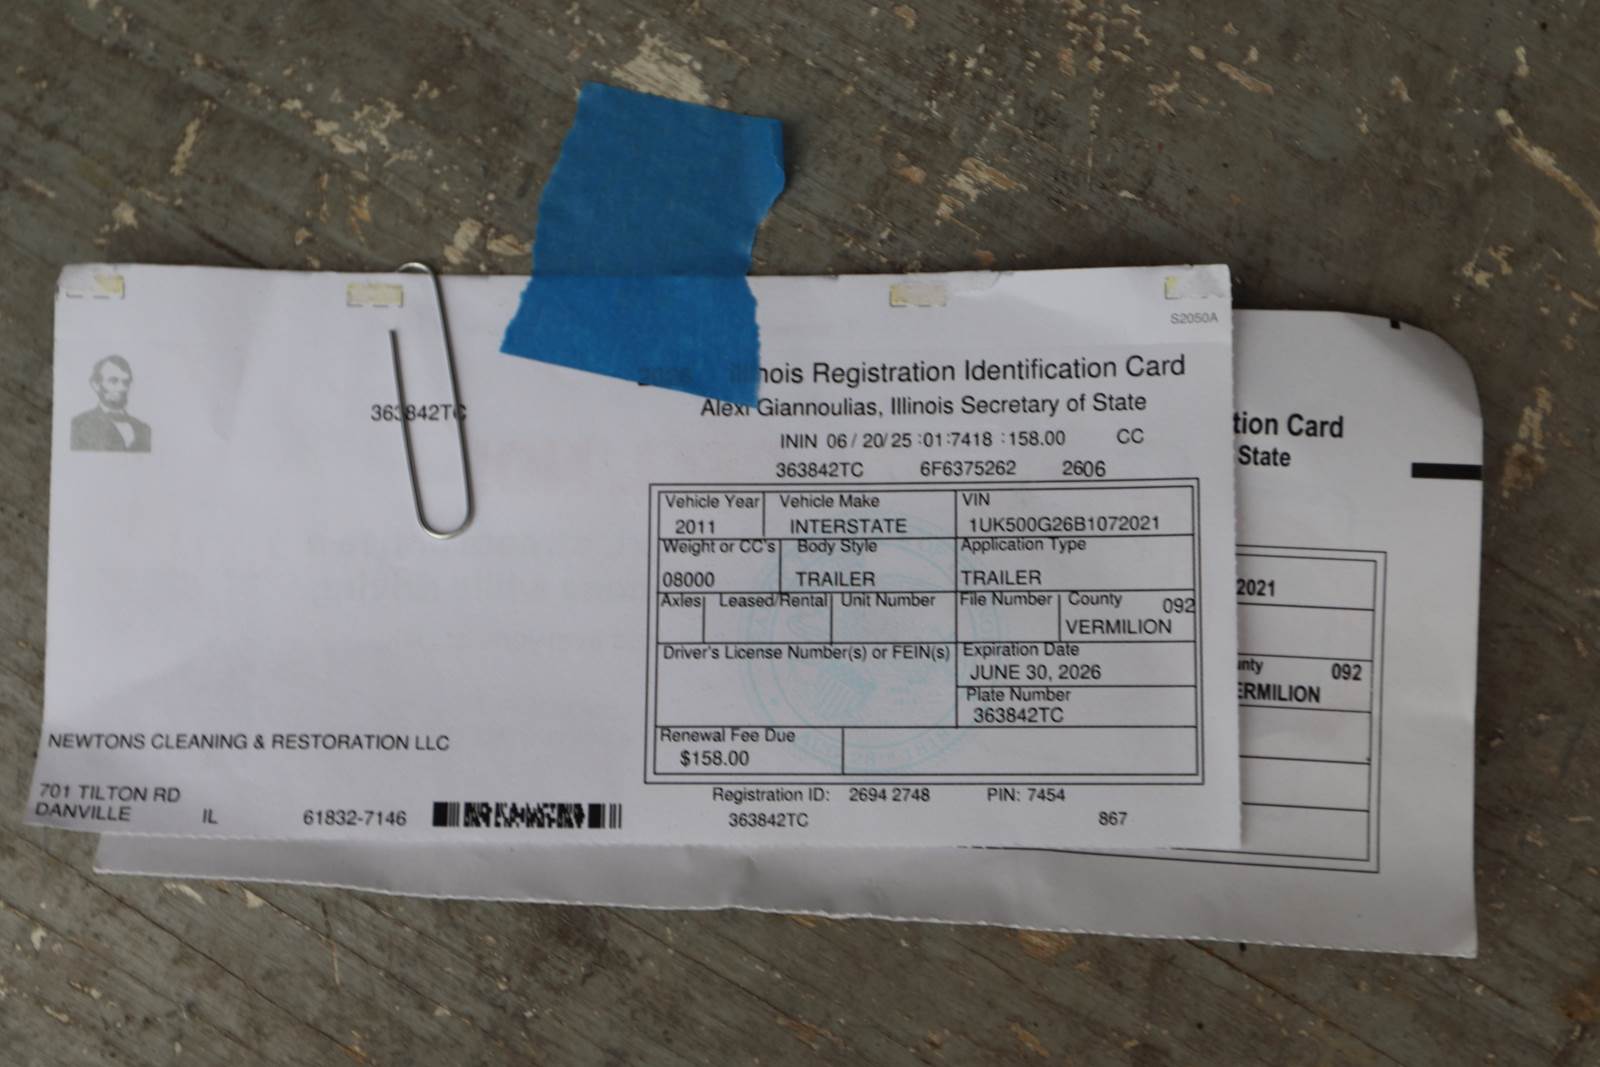 S2050A
Illinois Registration Identification Card
363842TC
Alexi Giannoulias, Illinois Secretary of State
ININ 06/20/25 :01:7418 :158.00 CC
363842TC 6F6375262 2606
Vehicle Year Vehicle Make VIN
2011 INTERSTATE 1UK500G26B1072021
Weight or CC's Body Style Application Type
08000 TRAILER TRAILER
Axles Leased/Rental Unit Number File Number County 092
VERMILION
Driver's License Number(s) or FEIN(s) Expiration Date
JUNE 30, 2026
Plate Number
363842TC
Renewal Fee Due
$158.00
NEWTONS CLEANING & RESTORATION LLC
701 TILTON RD
DANVILLE IL 61832-7146
Registration ID: 2694 2748 PIN: 7454
363842TC 867
tion Card
State
2021
unty 092
ERMILION